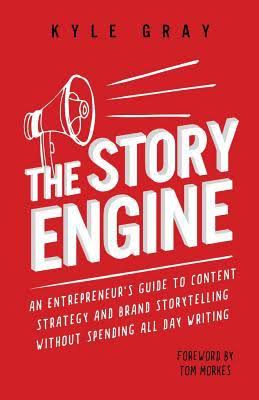 KYLE GRAY
THE STORY
ENGINE
AN ENTREPRENEUR'S GUIDE TO CONTENT
STRATEGY AND BRAND STORYTELLING
WITHOUT SPENDING ALL DAY WRITING
FOREWORD BY
TOM MORKES